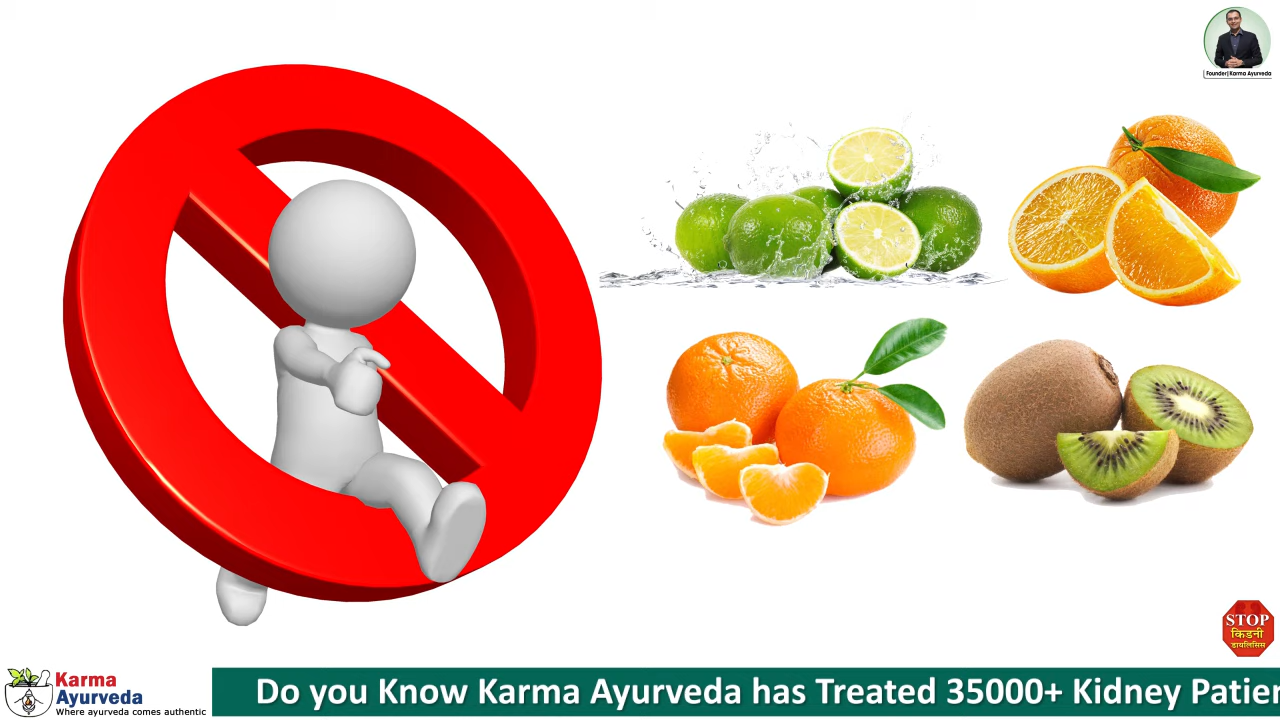 Founder|Karma Ayurveda
STOP
किडनी
डायलिसिस
Karma
Ayurveda
Where ayurveda comes authentic
Do you Know Karma Ayurveda has Treated 35000+ Kidney Patien